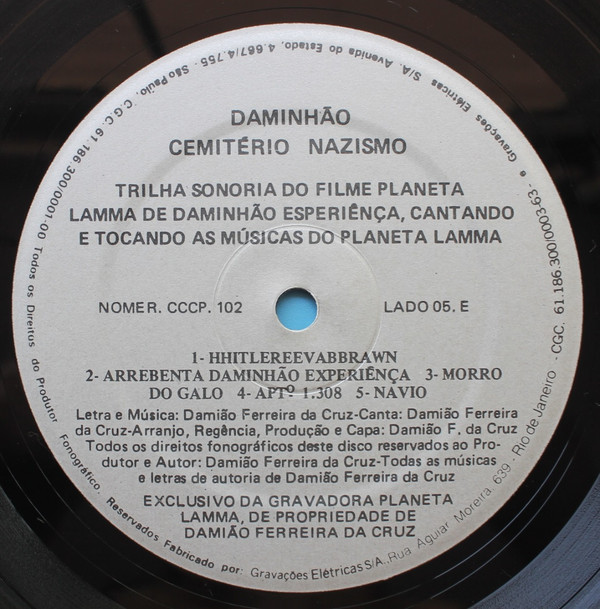 DAMINHÃO
CEMITÉRIO NAZISMO
TRILHA SONORIA DO FILME PLANETA
LAMMA DE DAMINHÃO ESPERIÊNÇA, CANTANDO
E TOCANDO AS MÚSICAS DO PLANETA LAMMA
NOMER. CCCP. 102 LADO 05. E
1- HHITLEREEVABBRAWN
2- ARREBENTA DAMINHÃO EXPERIÊNÇA 3- MORRO
DO GALO 4- APTº 1.308 5- NAVIO
Letra e Música: Damião Ferreira da Cruz-Canta: Damião Ferreira
da Cruz-Arranjo, Regência, Produção e Capa: Damião F. da Cruz
Todos os direitos fonográficos deste disco reservados ao Pro-
dutor e Autor: Damião Ferreira da Cruz-Todas as músicas
e letras de autoria de Damião Ferreira da Cruz
EXCLUSIVO DA GRAVADORA PLANETA
LAMMA, DE PROPRIEDADE DE
DAMIÃO FERREIRA DA CRUZ
Todos os Direitos do Produtor Fonográfico Reservados Fabricado por: Gravações Elétricas S/A., Rua Aguiar Moreira, 639 - Rio de Janeiro - CGC. 61.186.300/0003-63 - e Gravações Elétricas S/A. Avenida do Estado, 4.667/4.755 - São Paulo, C.G.C. 61.186.300/0001-00